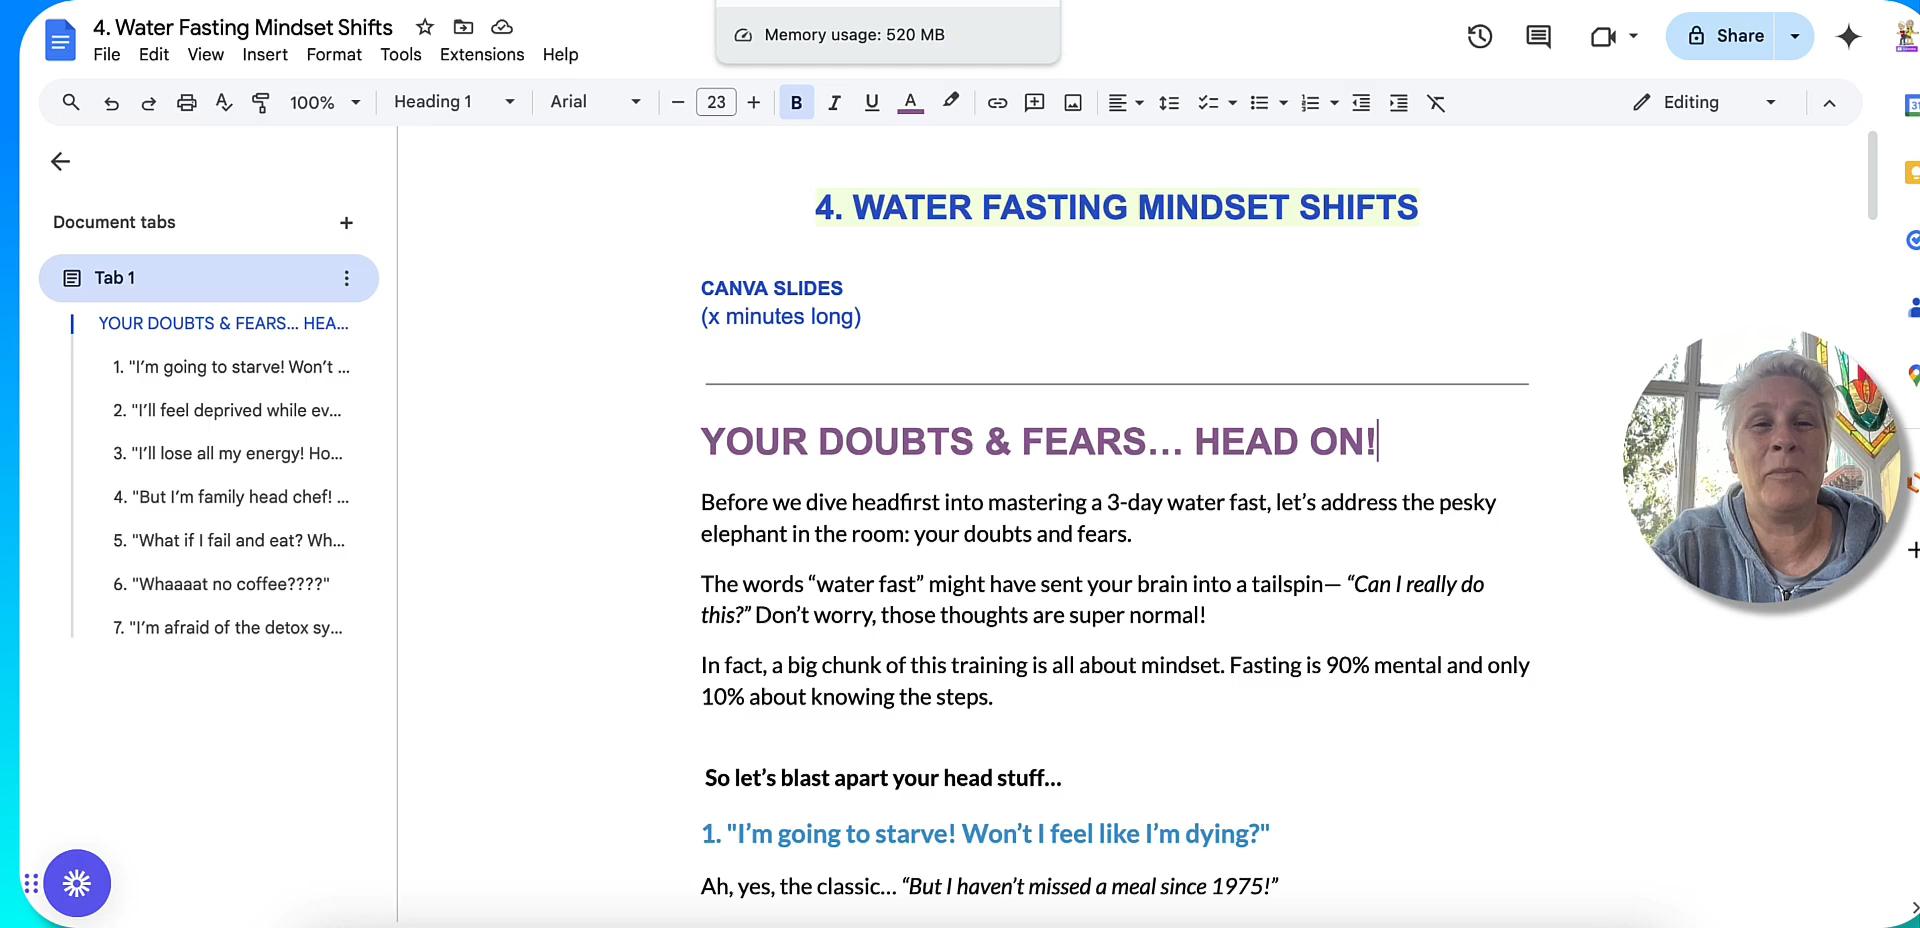 4. Water Fasting Mindset Shifts
Memory usage: 520 MB
Share
File Edit View Insert Format Tools Extensions Help
100% Heading 1 Arial 23 B I U A Editing
Document tabs
Tab 1
YOUR DOUBTS & FEARS... HEA...
1. "I’m going to starve! Won’t ...
2. "I’ll feel deprived while ev...
3. "I’ll lose all my energy! Ho...
4. "But I’m family head chef! ...
5. "What if I fail and eat? Wh...
6. "Whaaaat no coffee????"
7. "I’m afraid of the detox sy...
4. WATER FASTING MINDSET SHIFTS
CANVA SLIDES
(x minutes long)
YOUR DOUBTS & FEARS... HEAD ON!
Before we dive headfirst into mastering a 3-day water fast, let’s address the pesky
elephant in the room: your doubts and fears.
The words “water fast” might have sent your brain into a tailspin— “Can I really do
this?” Don’t worry, those thoughts are super normal!
In fact, a big chunk of this training is all about mindset. Fasting is 90% mental and only
10% about knowing the steps.
So let’s blast apart your head stuff...
1. "I’m going to starve! Won’t I feel like I’m dying?"
Ah, yes, the classic... “But I haven’t missed a meal since 1975!”